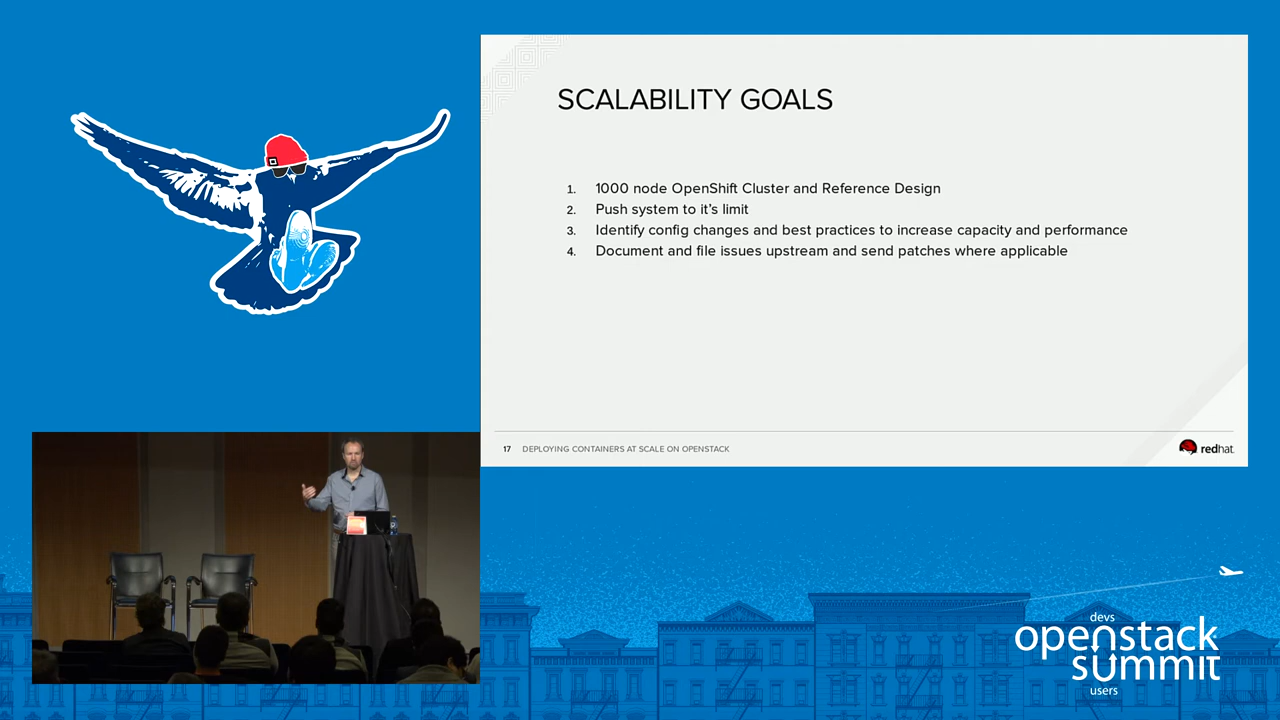 SCALABILITY GOALS
1. 1000 node OpenShift Cluster and Reference Design
2. Push system to it's limit
3. Identify config changes and best practices to increase capacity and performance
4. Document and file issues upstream and send patches where applicable
17 DEPLOYING CONTAINERS AT SCALE ON OPENSTACK
redhat
devs
openstack
summit
users